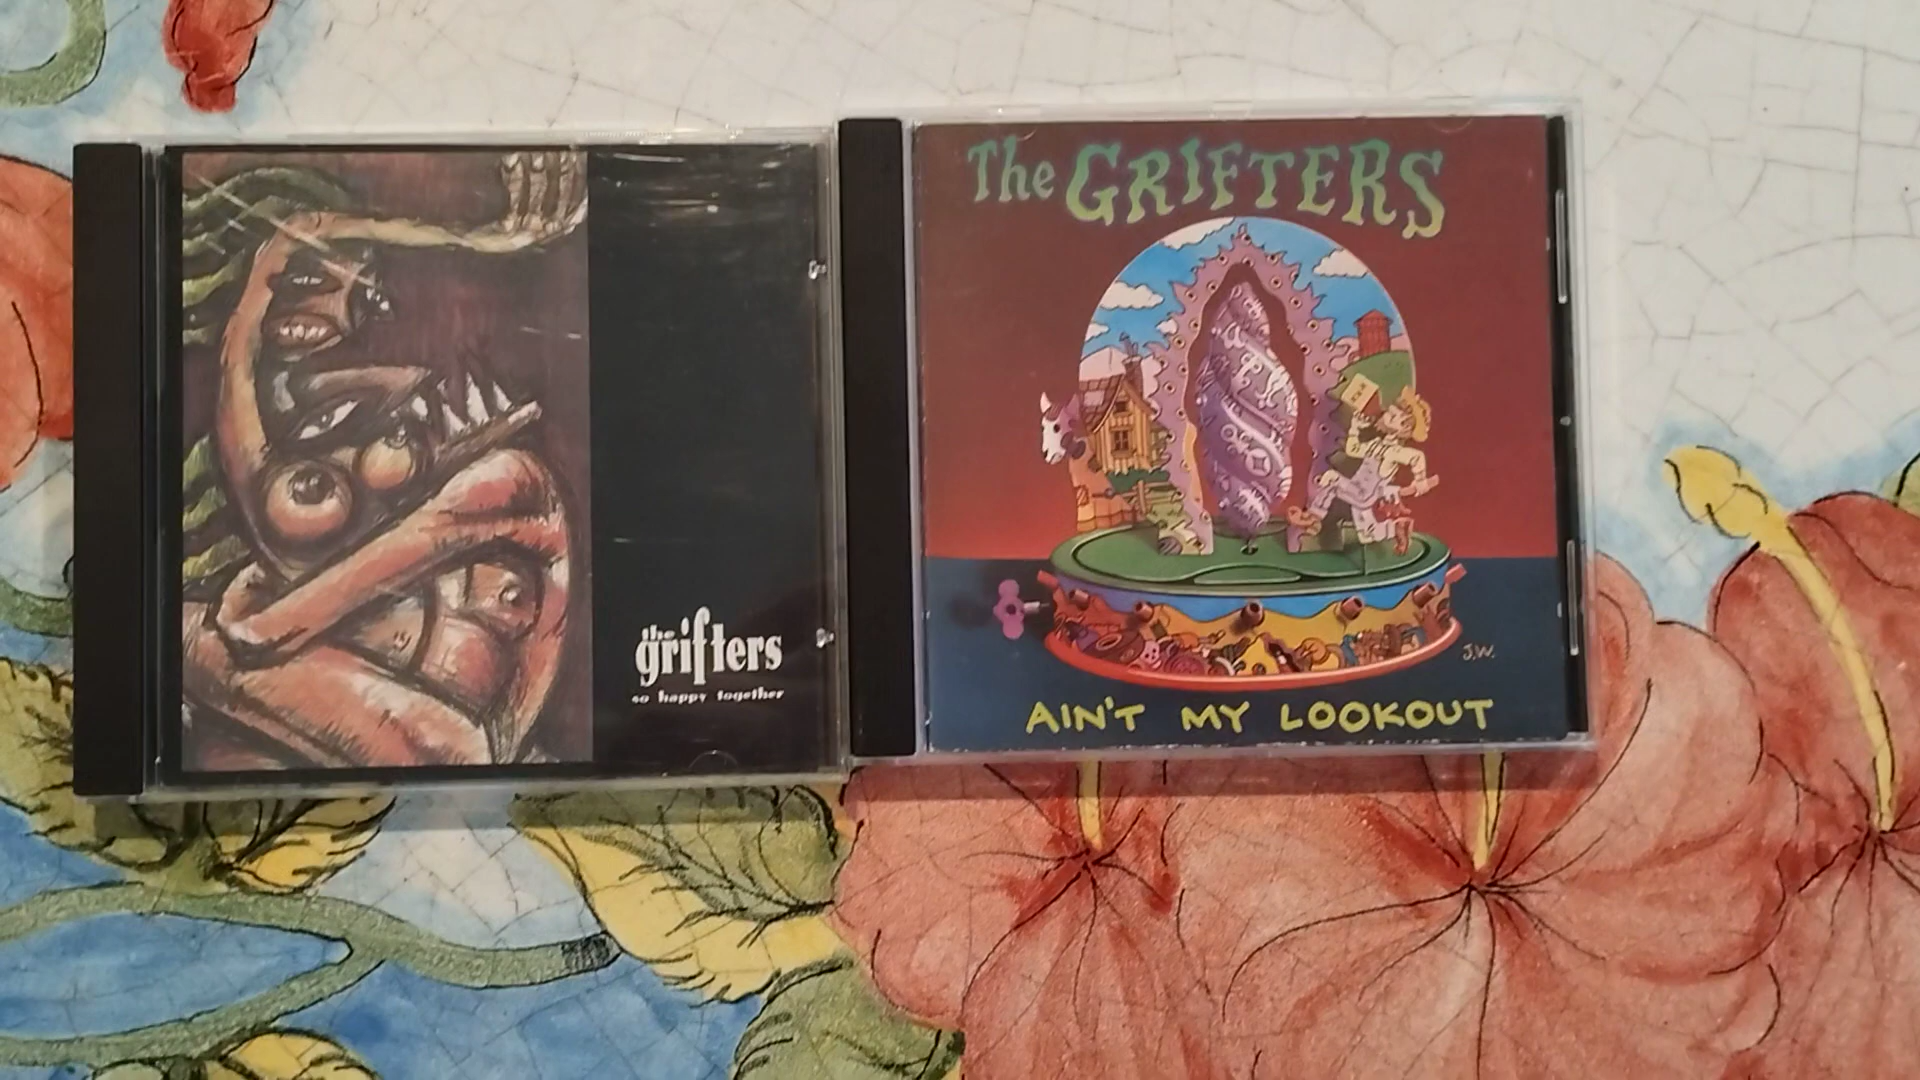 the
grifters
so happy together
The GRIFTERS
J.W.
AIN'T MY LOOKOUT